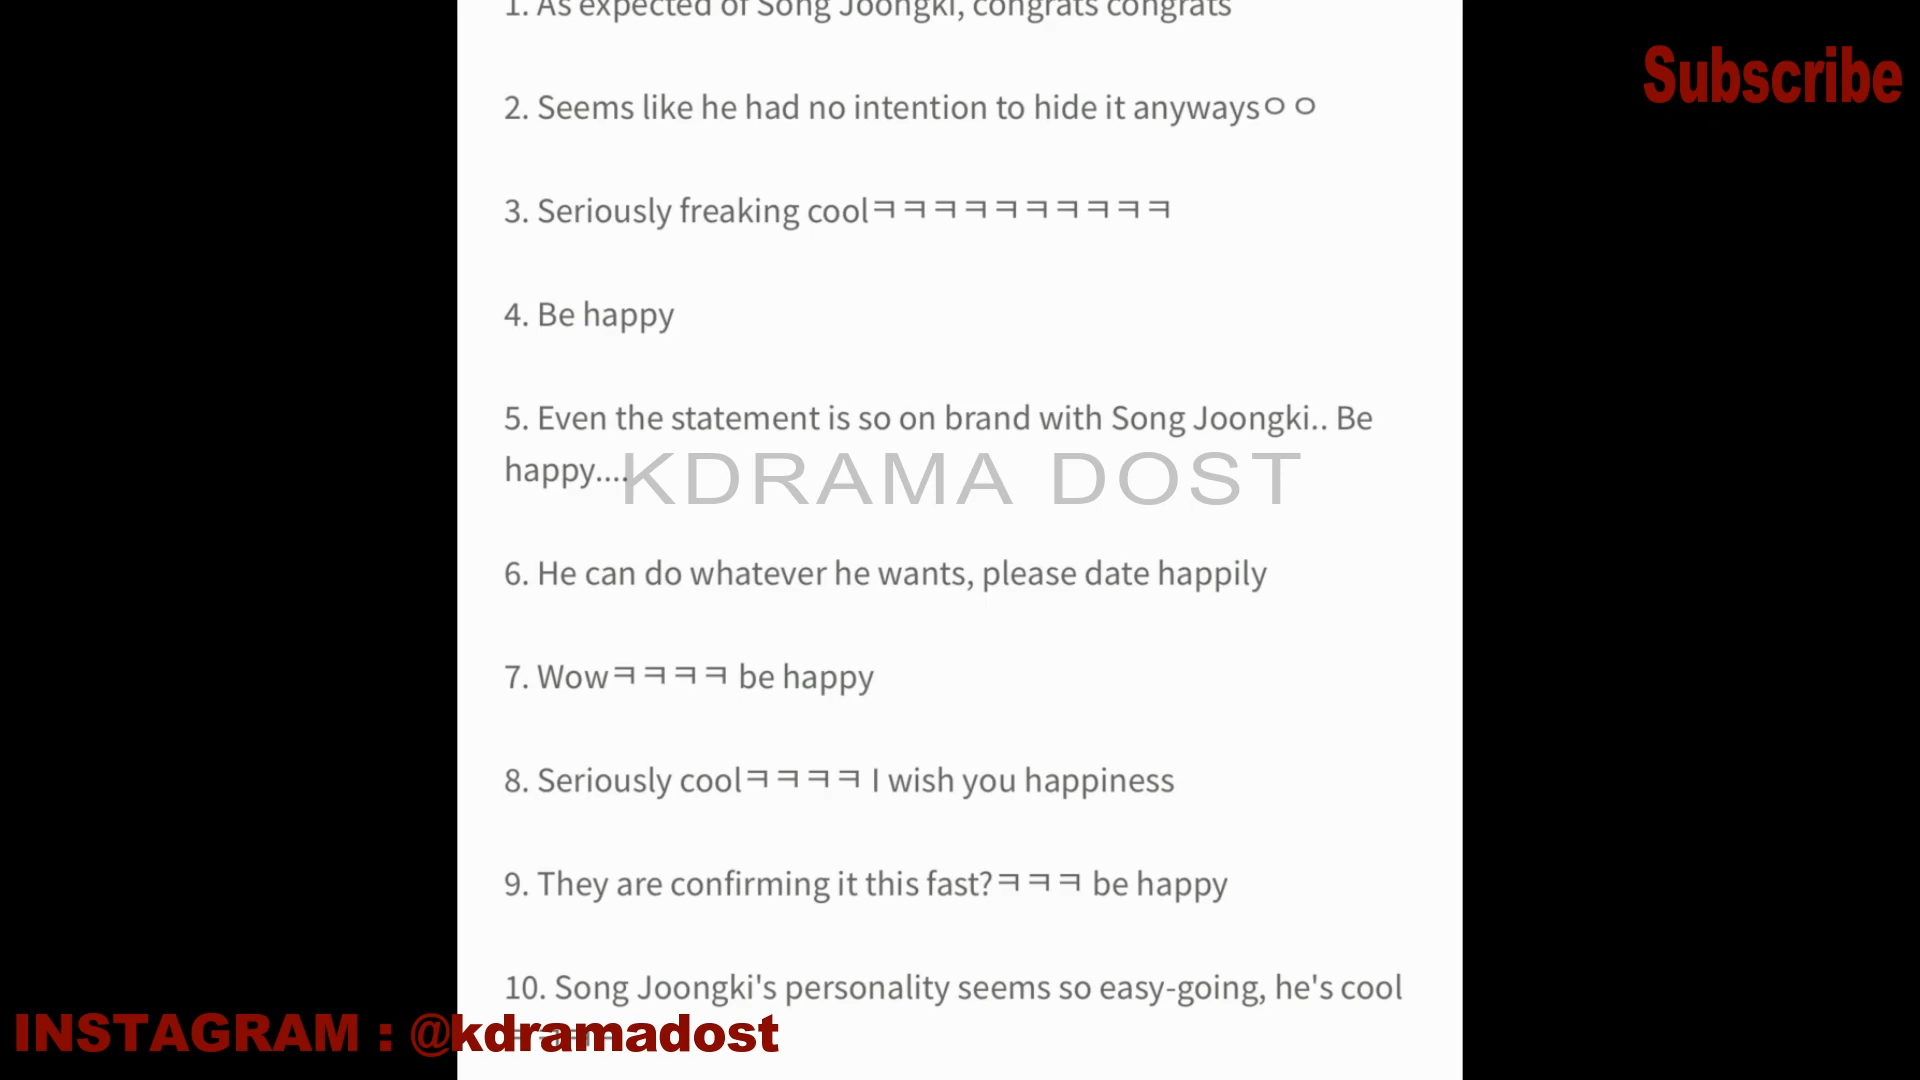 1. As expected of Song Joongki, congrats congrats
Subscribe
2. Seems like he had no intention to hide it anywaysㅇㅇ
3. Seriously freaking coolㅋㅋㅋㅋㅋㅋㅋㅋㅋㅋ
4. Be happy
5. Even the statement is so on brand with Song Joongki.. Be
happy....
KDRAMA DOST
6. He can do whatever he wants, please date happily
7. Wowㅋㅋㅋㅋ be happy
8. Seriously coolㅋㅋㅋㅋ I wish you happiness
9. They are confirming it this fast?ㅋㅋㅋ be happy
10. Song Joongki's personality seems so easy-going, he's cool
INSTAGRAM : @kdramadost